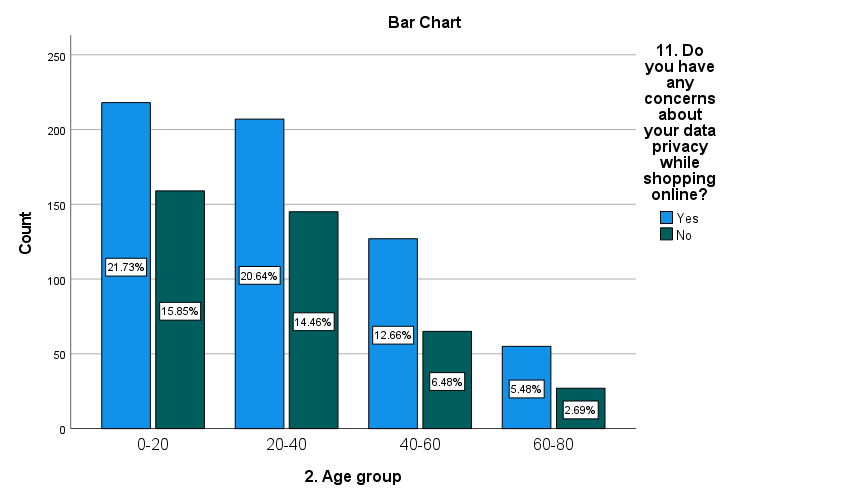 Bar Chart
250
200
150
100
50
0
Count
21.73%
15.85%
20.64%
14.46%
12.66%
6.48%
5.48%
2.69%
0-20
20-40
40-60
60-80
2. Age group
11. Do
you have
any
concerns
about
your data
privacy
while
shopping
online?
Yes
No